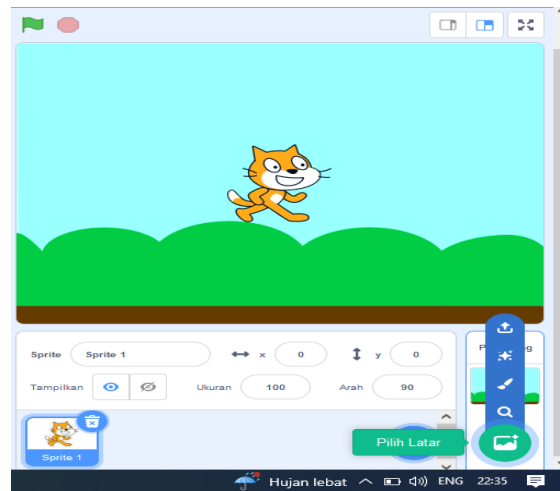 Sprite Sprite 1 x 0 y 0
Tampilkan Ukuran 100 Arah 90
Pilih Latar
Sprite 1
Hujan lebat ENG 22:35